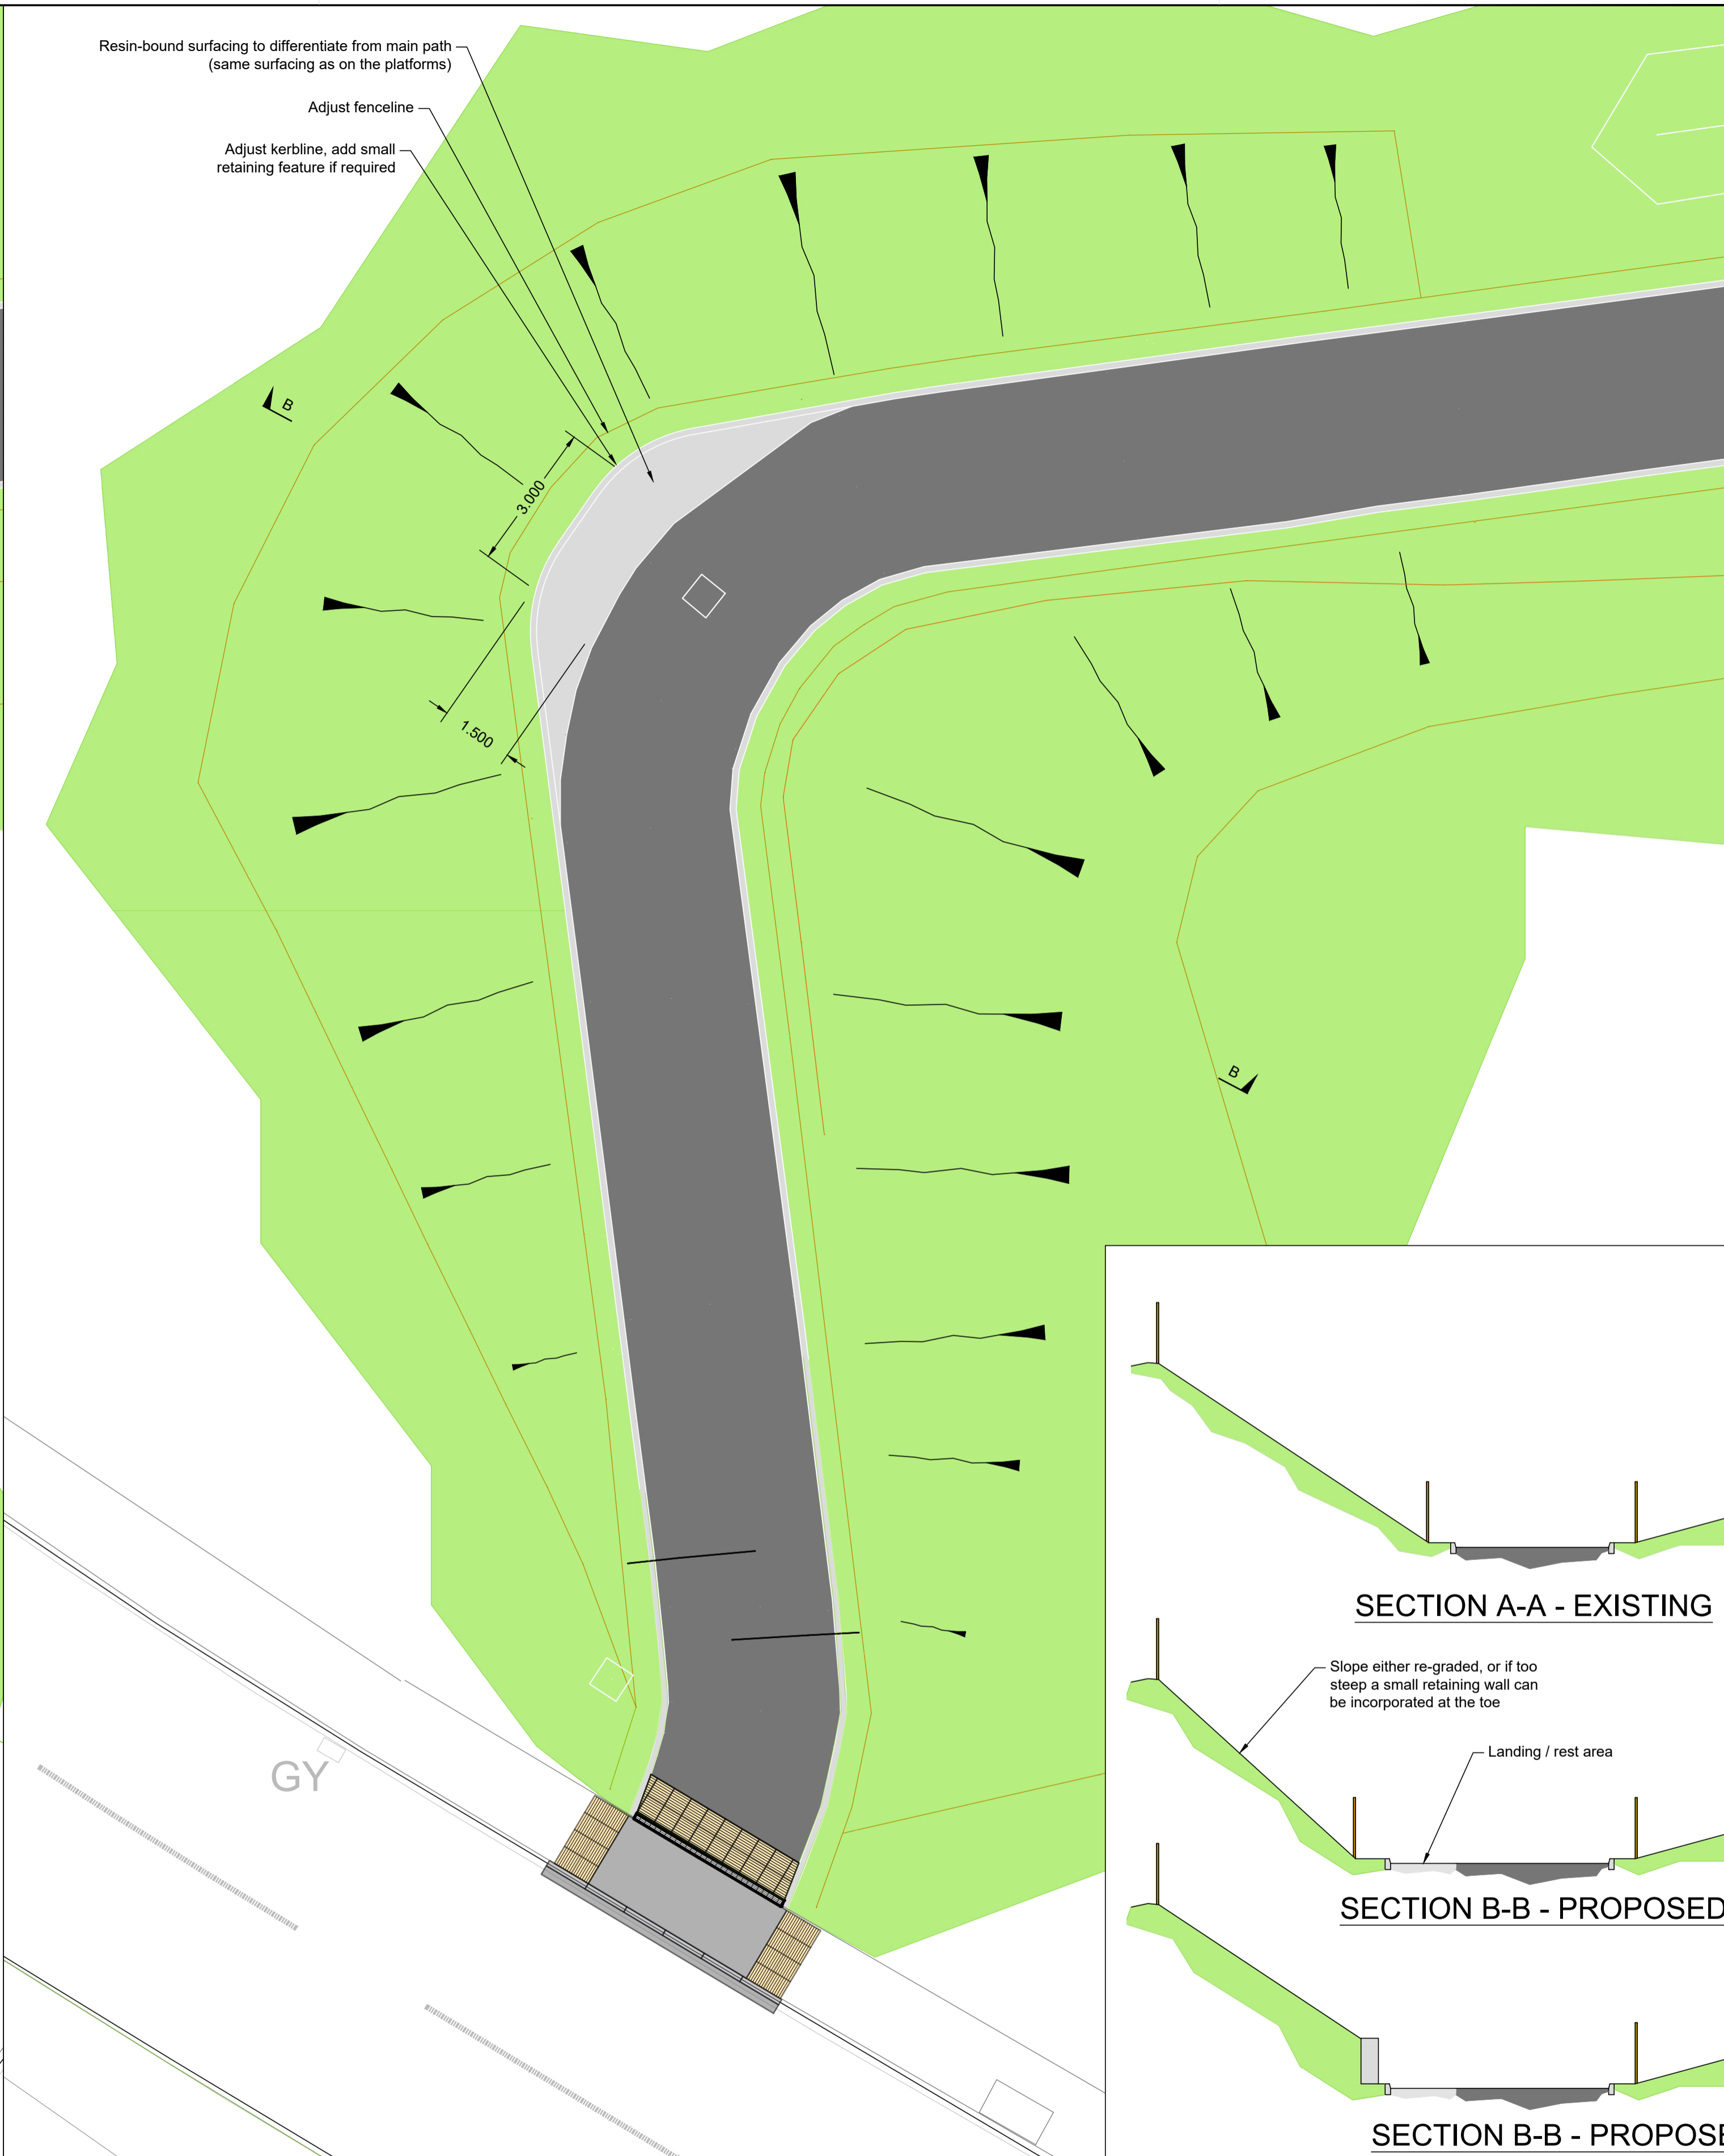 Resin-bound surfacing to differentiate from main path
(same surfacing as on the platforms)
Adjust fenceline
Adjust kerbline, add small
retaining feature if required
B
3.000
1.500
B
GY
SECTION A-A - EXISTING
Slope either re-graded, or if too
steep a small retaining wall can
be incorporated at the toe
Landing / rest area
SECTION B-B - PROPOSED
SECTION B-B - PROPOSE